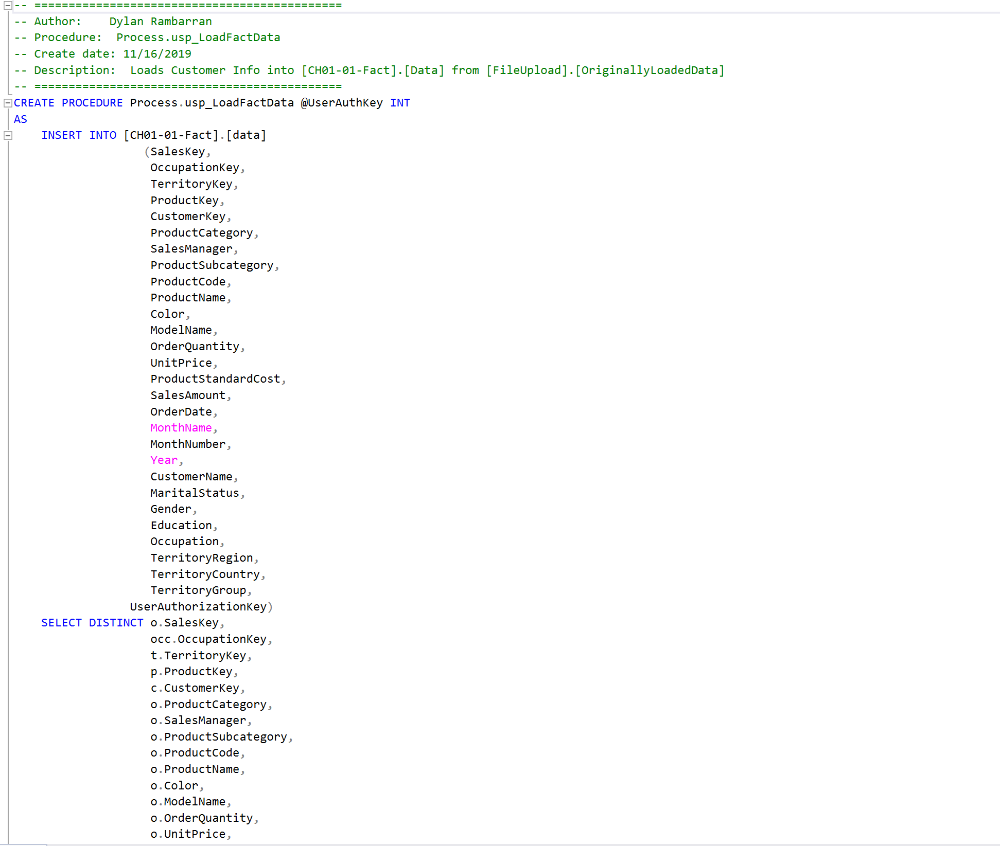 -- =============================================
-- Author:    Dylan Rambarran
-- Procedure:  Process.usp_LoadFactData
-- Create date: 11/16/2019
-- Description:  Loads Customer Info into [CH01-01-Fact].[Data] from [FileUpload].[OriginallyLoadedData]
-- =============================================
CREATE PROCEDURE Process.usp_LoadFactData @UserAuthKey INT
AS
    INSERT INTO [CH01-01-Fact].[data]
                   (SalesKey,
                    OccupationKey,
                    TerritoryKey,
                    ProductKey,
                    CustomerKey,
                    ProductCategory,
                    SalesManager,
                    ProductSubcategory,
                    ProductCode,
                    ProductName,
                    Color,
                    ModelName,
                    OrderQuantity,
                    UnitPrice,
                    ProductStandardCost,
                    SalesAmount,
                    OrderDate,
                    MonthName,
                    MonthNumber,
                    Year,
                    CustomerName,
                    MaritalStatus,
                    Gender,
                    Education,
                    Occupation,
                    TerritoryRegion,
                    TerritoryCountry,
                    TerritoryGroup,
                 UserAuthorizationKey)
    SELECT DISTINCT o.SalesKey,
                    occ.OccupationKey,
                    t.TerritoryKey,
                    p.ProductKey,
                    c.CustomerKey,
                    o.ProductCategory,
                    o.SalesManager,
                    o.ProductSubcategory,
                    o.ProductCode,
                    o.ProductName,
                    o.Color,
                    o.ModelName,
                    o.OrderQuantity,
                    o.UnitPrice,